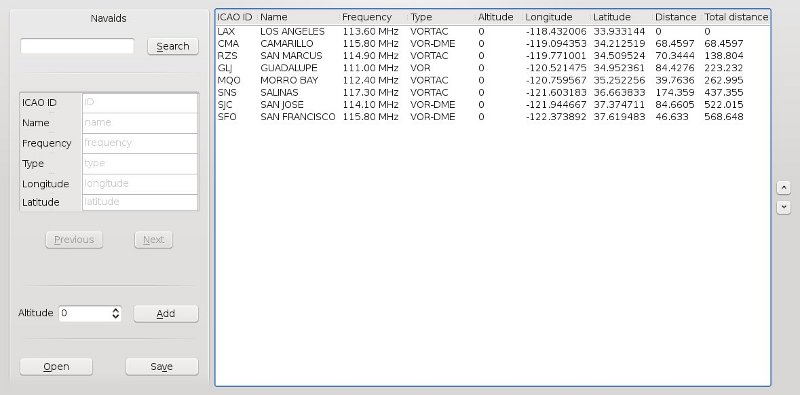 Navaids
Search
ICAO ID ID
Name name
Frequency frequency
Type type
Longitude longitude
Latitude latitude
Previous Next
Altitude 0 Add
Open Save
ICAO ID Name Frequency Type Altitude Longitude Latitude Distance Total distance
LAX LOS ANGELES 113.60 MHz VORTAC 0 -118.432006 33.933144 0 0
CMA CAMARILLO 115.80 MHz VOR-DME 0 -119.094353 34.212519 68.4597 68.4597
RZS SAN MARCUS 114.90 MHz VORTAC 0 -119.771001 34.509524 70.3444 138.804
GLJ GUADALUPE 111.00 MHz VOR 0 -120.521475 34.952361 84.4276 223.232
MQO MORRO BAY 112.40 MHz VORTAC 0 -120.759567 35.252256 39.7636 262.995
SNS SALINAS 117.30 MHz VORTAC 0 -121.603183 36.663833 174.359 437.355
SJC SAN JOSE 114.10 MHz VOR-DME 0 -121.944667 37.374711 84.6605 522.015
SFO SAN FRANCISCO 115.80 MHz VOR-DME 0 -122.373892 37.619483 46.633 568.648